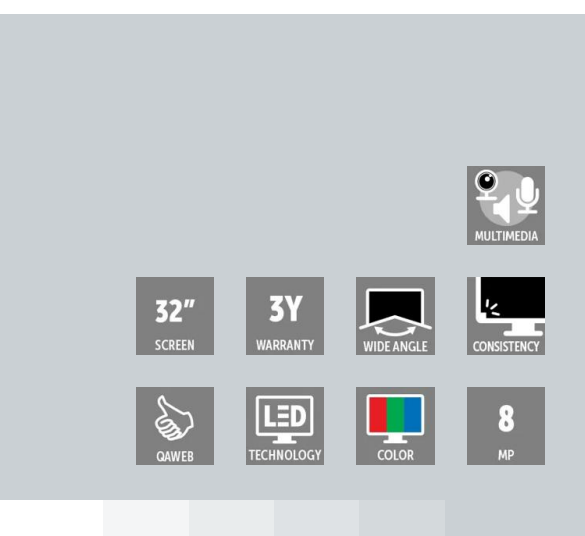 MULTIMEDIA
32"
SCREEN
3Y
WARRANTY
WIDE ANGLE
CONSISTENCY
QAWEB
LED
TECHNOLOGY
COLOR
8
MP